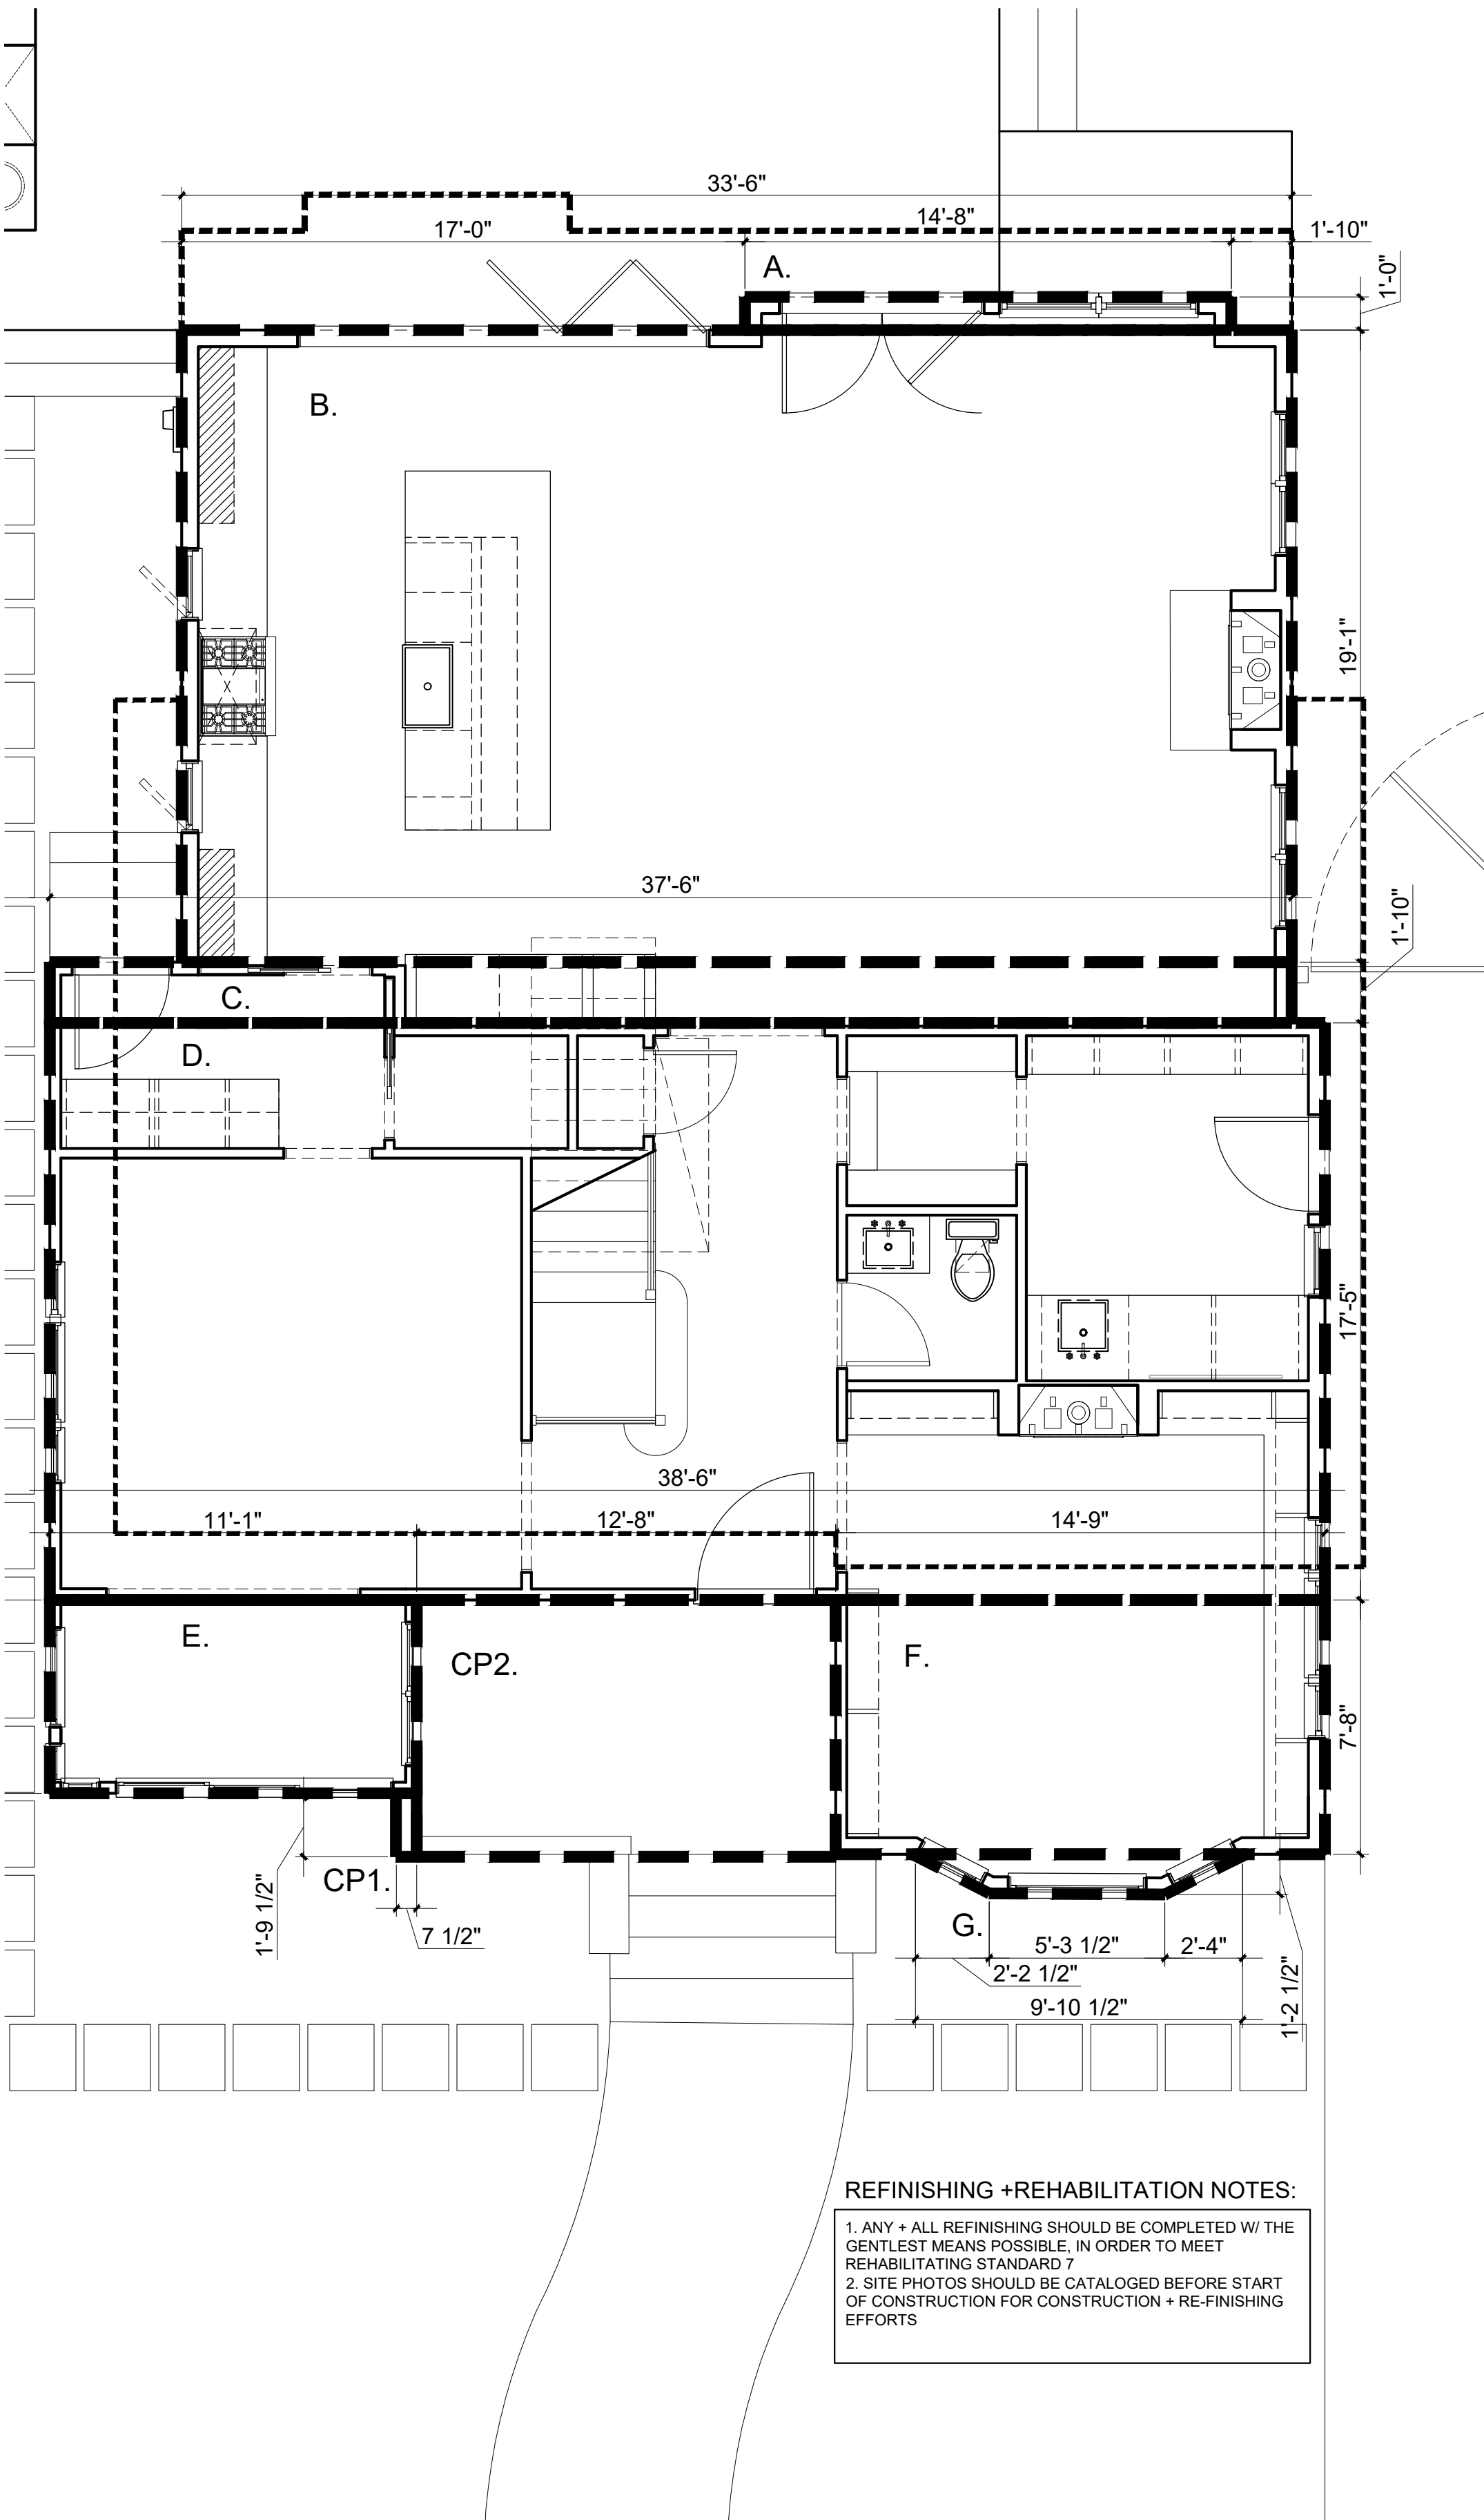 33'-6"
14'-8"
17'-0"
1'-10"
A.
1'-0"
B.
19'-1"
37'-6"
1'-10"
C.
D.
17'-5"
38'-6"
11'-1"
12'-8"
14'-9"
E.
CP2.
F.
7'-8"
CP1.
1'-9 1/2"
7 1/2"
G.
5'-3 1/2"
2'-4"
2'-2 1/2"
9'-10 1/2"
1'-2 1/2"
REFINISHING +REHABILITATION NOTES:
1. ANY + ALL REFINISHING SHOULD BE COMPLETED W/ THE
GENTLEST MEANS POSSIBLE, IN ORDER TO MEET
REHABILITATING STANDARD 7
2. SITE PHOTOS SHOULD BE CATALOGED BEFORE START
OF CONSTRUCTION FOR CONSTRUCTION + RE-FINISHING
EFFORTS